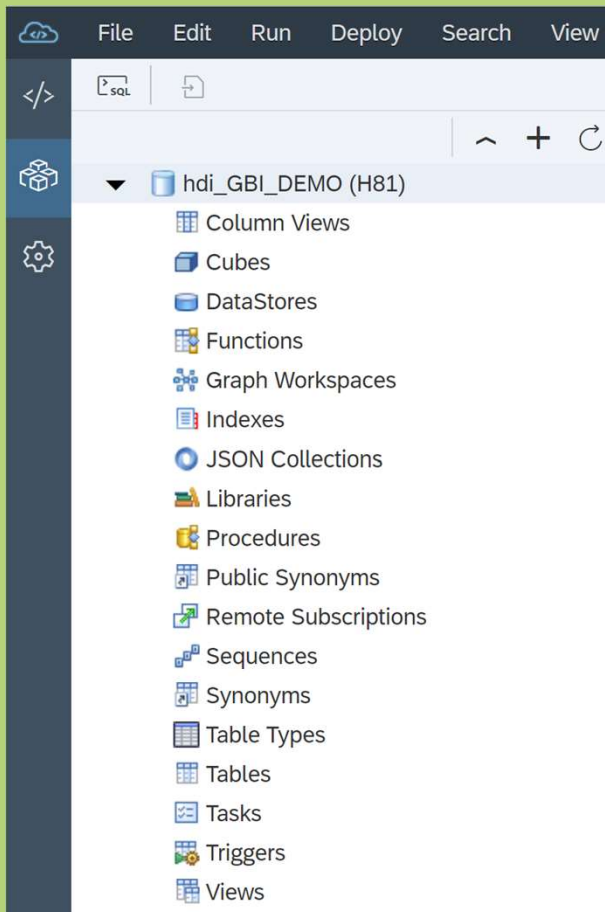 File Edit Run Deploy Search View
</>
SQL
hdi_GBI_DEMO (H81)
Column Views
Cubes
DataStores
Functions
Graph Workspaces
Indexes
JSON Collections
Libraries
Procedures
Public Synonyms
Remote Subscriptions
Sequences
Synonyms
Table Types
Tables
Tasks
Triggers
Views